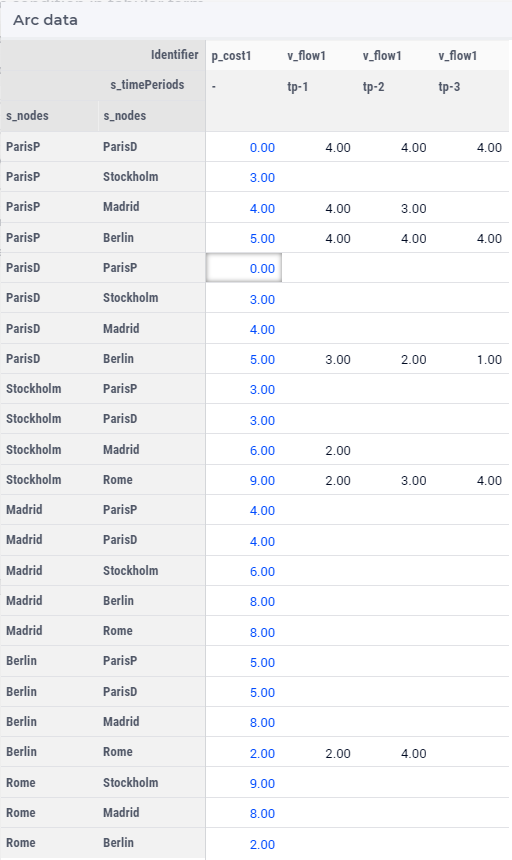 Arc data
Identifier p_cost1 v_flow1 v_flow1 v_flow1
s_timePeriods - tp-1 tp-2 tp-3
s_nodes s_nodes
ParisP ParisD 0.00 4.00 4.00 4.00
ParisP Stockholm 3.00
ParisP Madrid 4.00 4.00 3.00
ParisP Berlin 5.00 4.00 4.00 4.00
ParisD ParisP 0.00
ParisD Stockholm 3.00
ParisD Madrid 4.00
ParisD Berlin 5.00 3.00 2.00 1.00
Stockholm ParisP 3.00
Stockholm ParisD 3.00
Stockholm Madrid 6.00 2.00
Stockholm Rome 9.00 2.00 3.00 4.00
Madrid ParisP 4.00
Madrid ParisD 4.00
Madrid Stockholm 6.00
Madrid Berlin 8.00
Madrid Rome 8.00
Berlin ParisP 5.00
Berlin ParisD 5.00
Berlin Madrid 8.00
Berlin Rome 2.00 2.00 4.00
Rome Stockholm 9.00
Rome Madrid 8.00
Rome Berlin 2.00